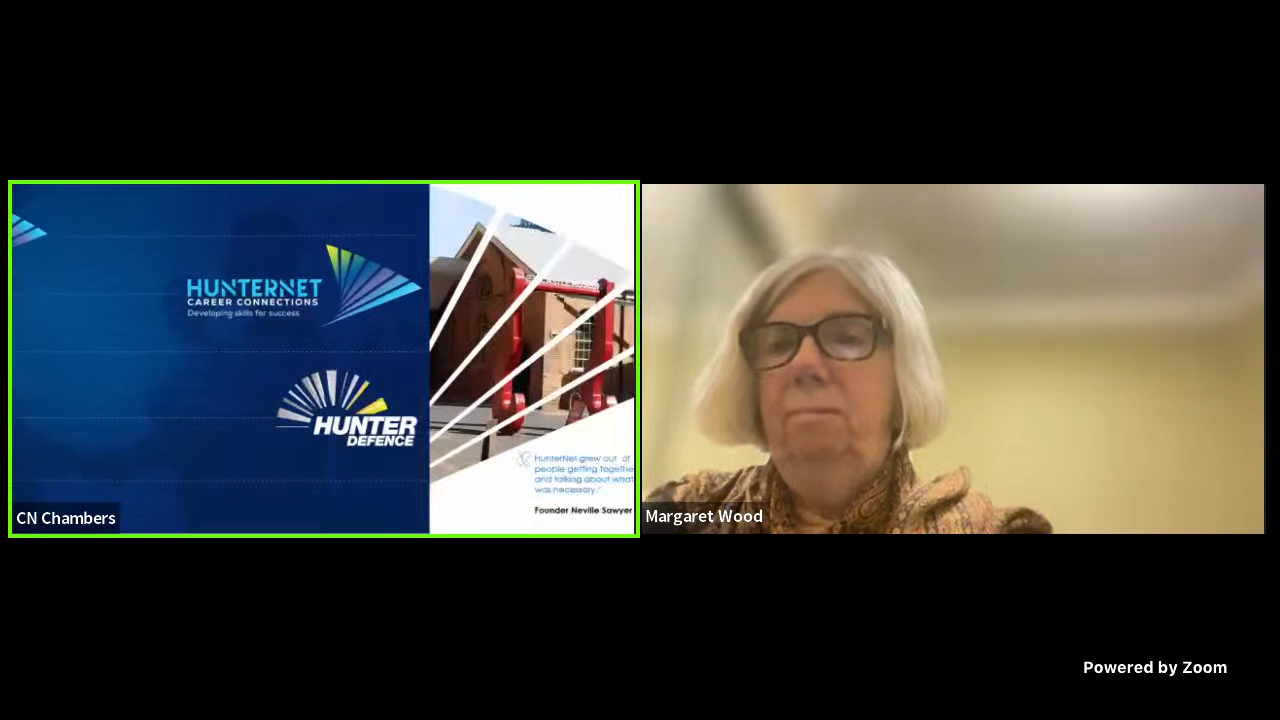 HUNTERNET
CAREER CONNECTIONS
Developing skills for success
HUNTER
DEFENCE
HunterNet grew out of
people getting togethe
and talking about what
was necessary."
Founder Neville Sawyer
CN Chambers
Margaret Wood
Powered by Zoom